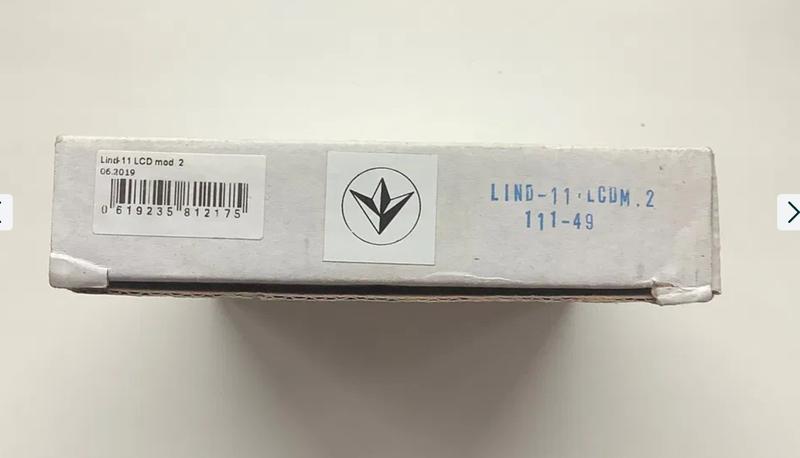 Lind-11 LCD mod 2
06.2019
0 619235 812175
LIND-11·LCDM.2
111-49